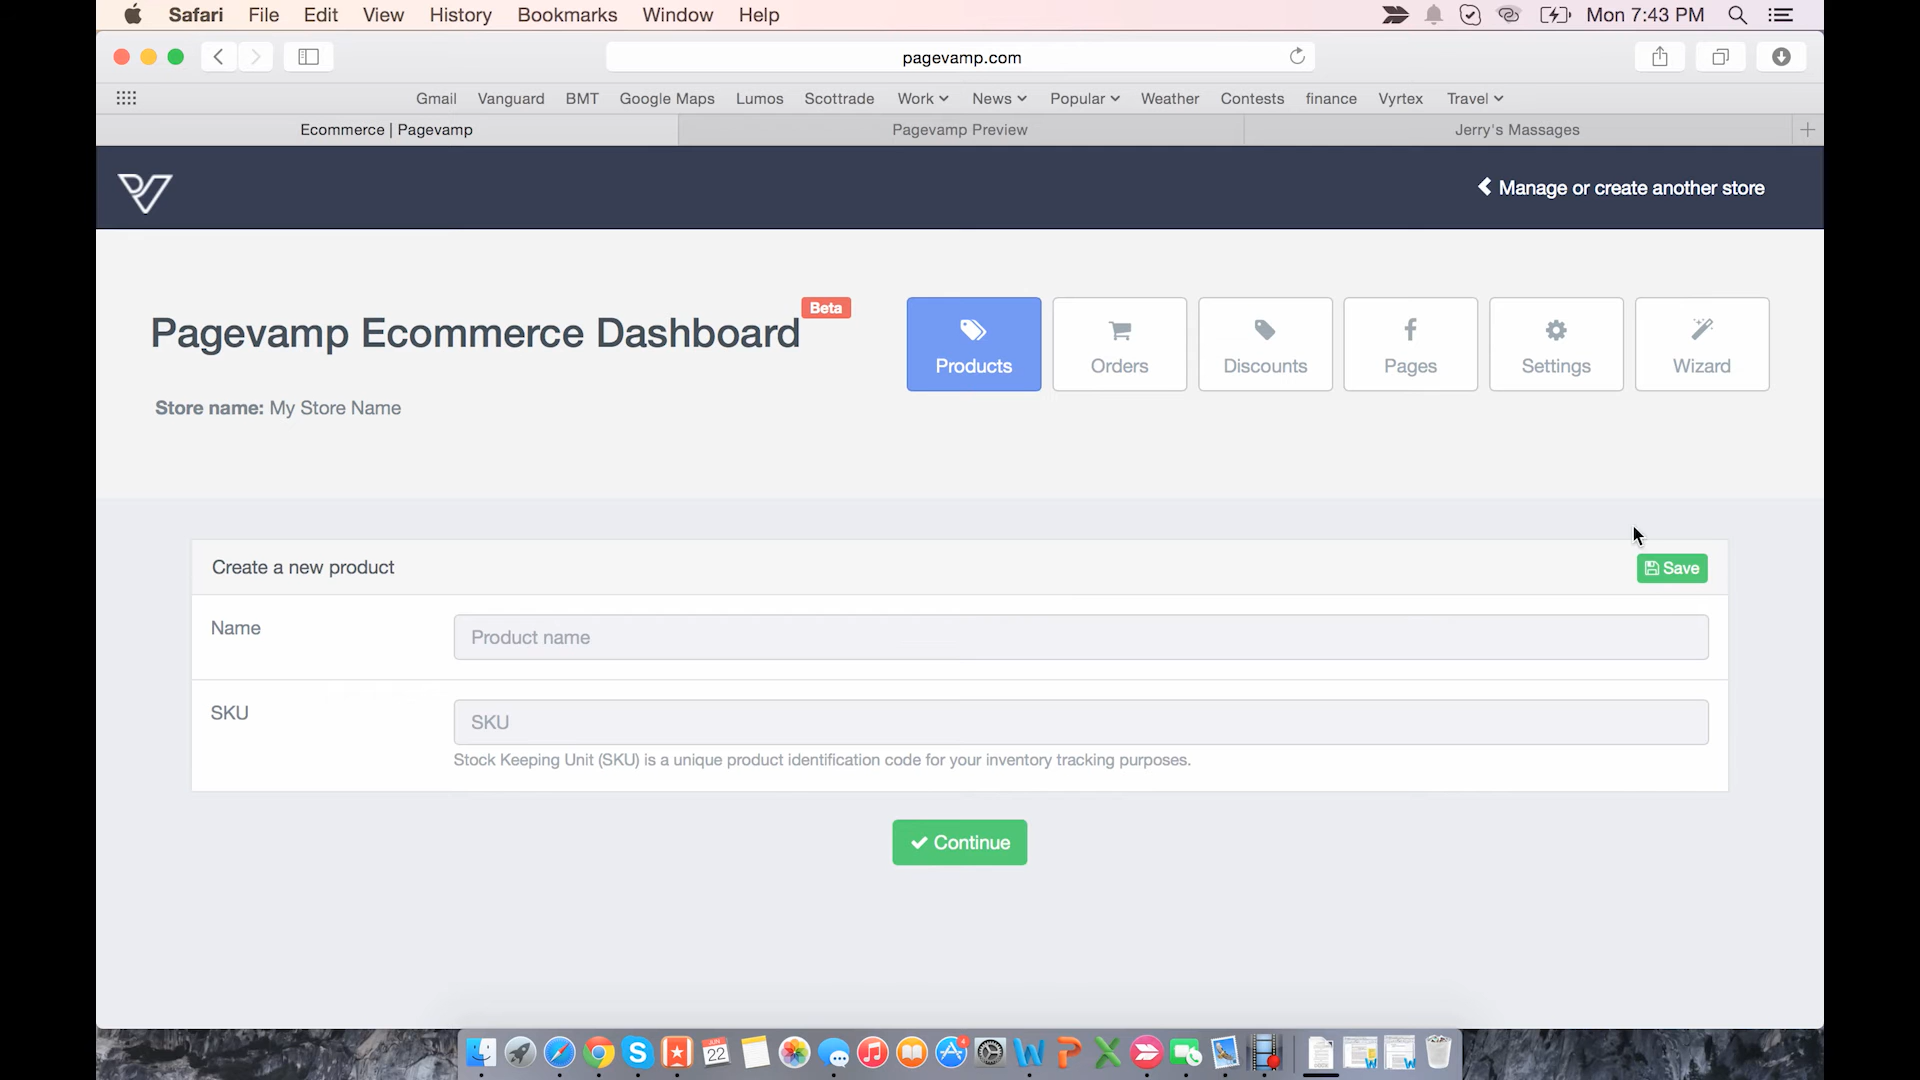 Safari File Edit View History Bookmarks Window Help Mon 7:43 PM
pagevamp.com
Gmail Vanguard BMT Google Maps Lumos Scottrade Work News Popular Weather Contests finance Vyrtex Travel
Ecommerce | Pagevamp Pagevamp Preview Jerry's Massages
Manage or create another store
Pagevamp Ecommerce Dashboard Beta
Products Orders Discounts Pages Settings Wizard
Store name: My Store Name
Create a new product Save
Name Product name
SKU SKU
Stock Keeping Unit (SKU) is a unique product identification code for your inventory tracking purposes.
Continue
JUN
22
4